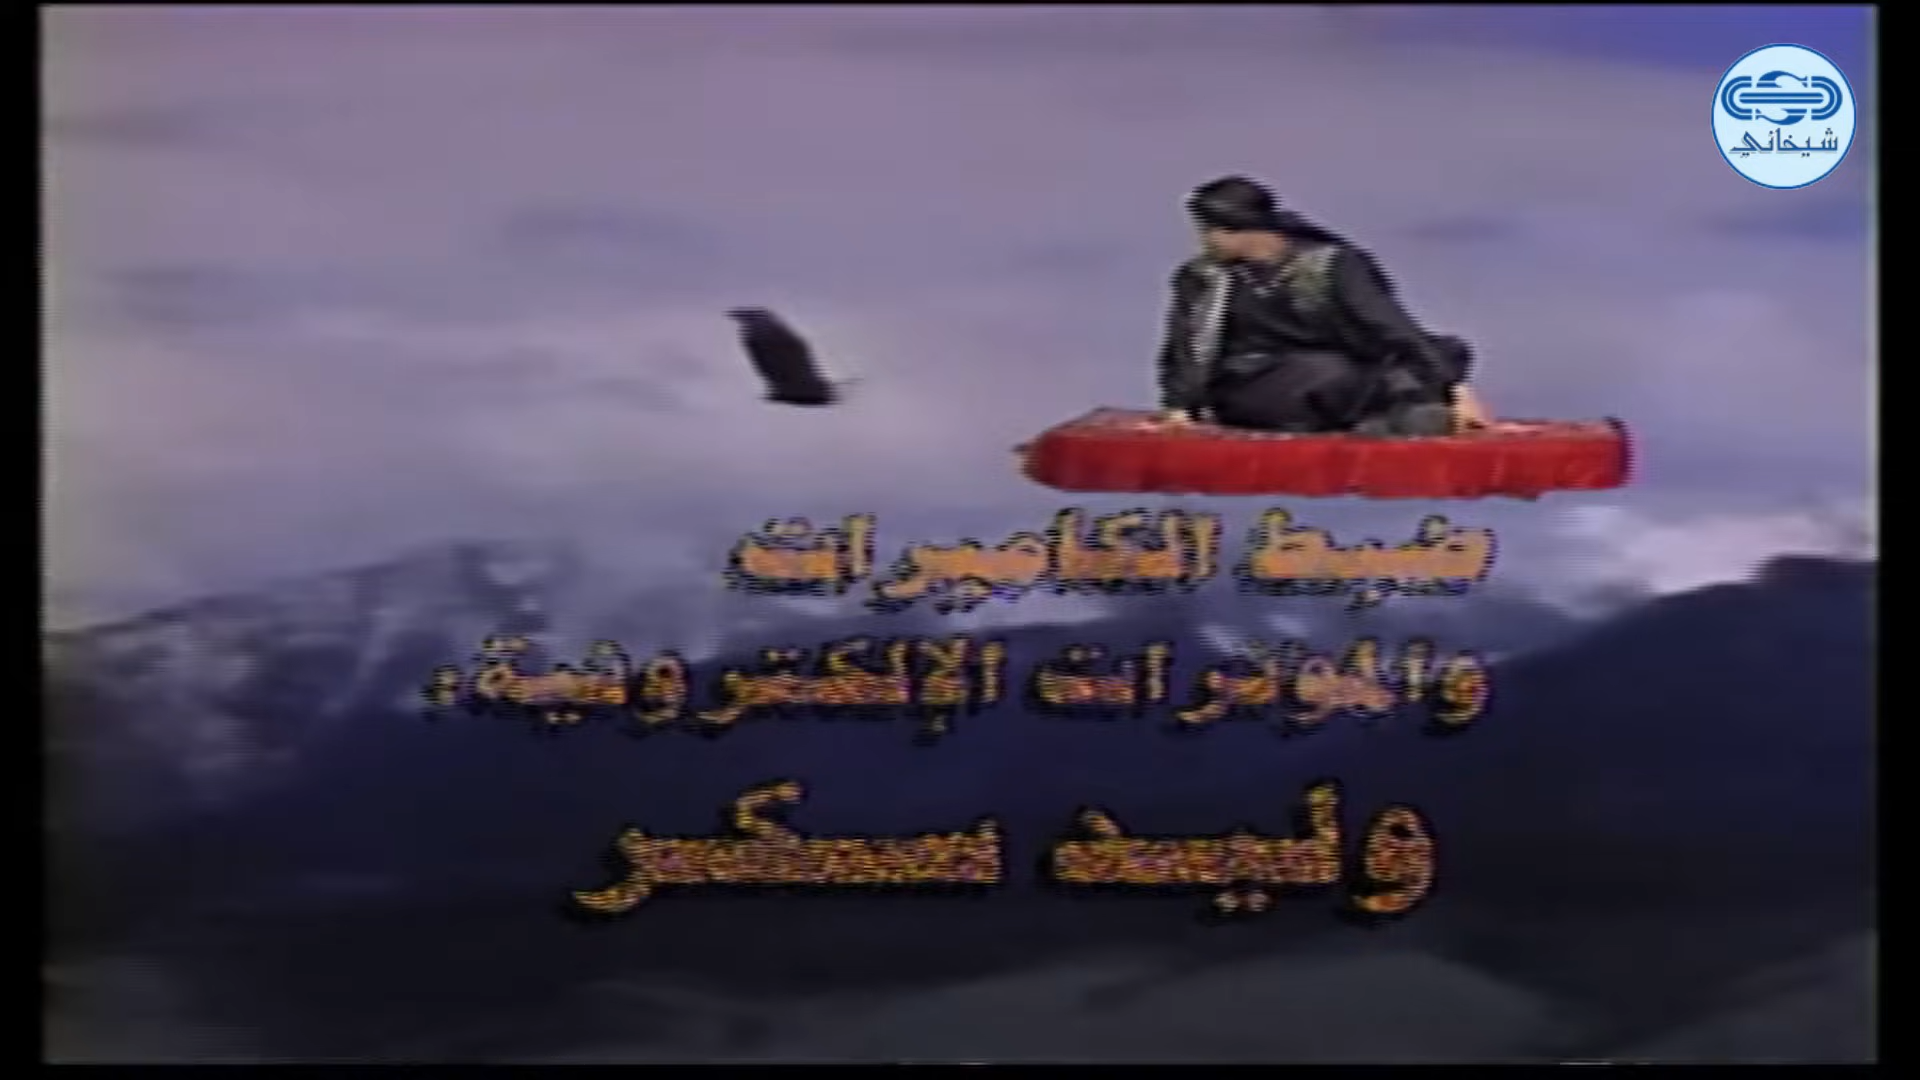 شيخاني
ضبط الكاميرات
والمؤثرات الإلكترونية:
وليد سكر